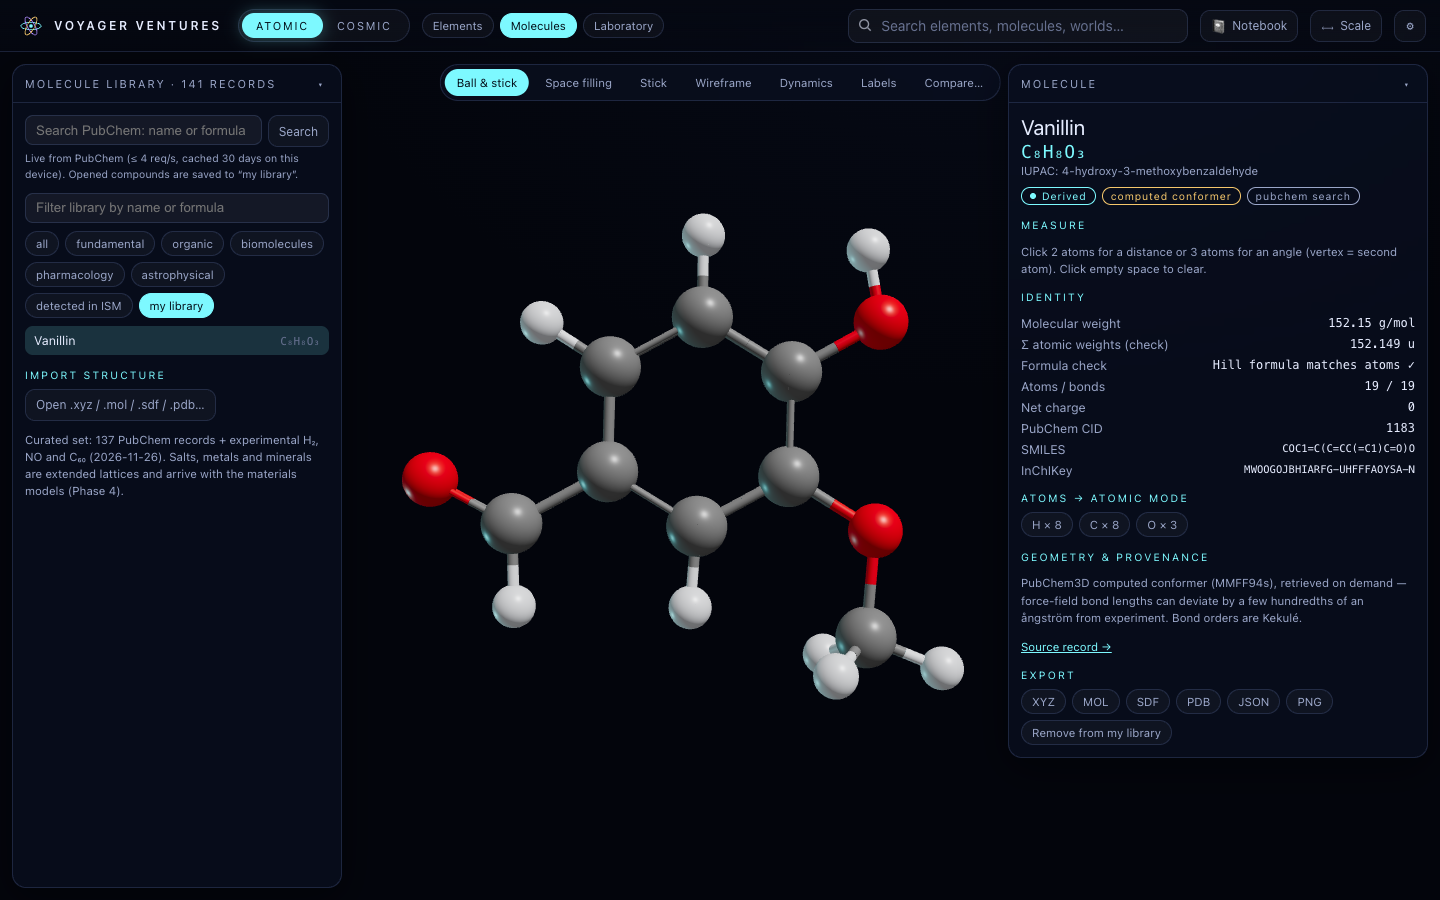 VOYAGER VENTURES
ATOMIC COSMIC
Elements Molecules Laboratory
Search elements, molecules, worlds...
Notebook Scale
MOLECULE LIBRARY · 141 RECORDS
Search PubChem: name or formula Search
Live from PubChem (≤ 4 req/s, cached 30 days on this
device). Opened compounds are saved to “my library”.
Filter library by name or formula
all fundamental organic biomolecules
pharmacology astrophysical
detected in ISM my library
Vanillin C₈H₈O₃
IMPORT STRUCTURE
Open .xyz / .mol / .sdf / .pdb…
Curated set: 137 PubChem records + experimental H₂,
NO and C₆₀ (2026-11-26). Salts, metals and minerals
are extended lattices and arrive with the materials
models (Phase 4).
Ball & stick Space filling Stick Wireframe Dynamics Labels Compare…
MOLECULE
Vanillin
C₈H₈O₃
IUPAC: 4-hydroxy-3-methoxybenzaldehyde
Derived computed conformer pubchem search
MEASURE
Click 2 atoms for a distance or 3 atoms for an angle (vertex = second
atom). Click empty space to clear.
IDENTITY
Molecular weight 152.15 g/mol
Σ atomic weights (check) 152.149 u
Formula check Hill formula matches atoms ✓
Atoms / bonds 19 / 19
Net charge 0
PubChem CID 1183
SMILES COC1=C(C=CC(=C1)C=O)O
InChIKey MWOOGOJBHIARFG-UHFFFAOYSA-N
ATOMS → ATOMIC MODE
H × 8 C × 8 O × 3
GEOMETRY & PROVENANCE
PubChem3D computed conformer (MMFF94s), retrieved on demand —
force-field bond lengths can deviate by a few hundredths of an
ångström from experiment. Bond orders are Kekulé.
Source record →
EXPORT
XYZ MOL SDF PDB JSON PNG
Remove from my library